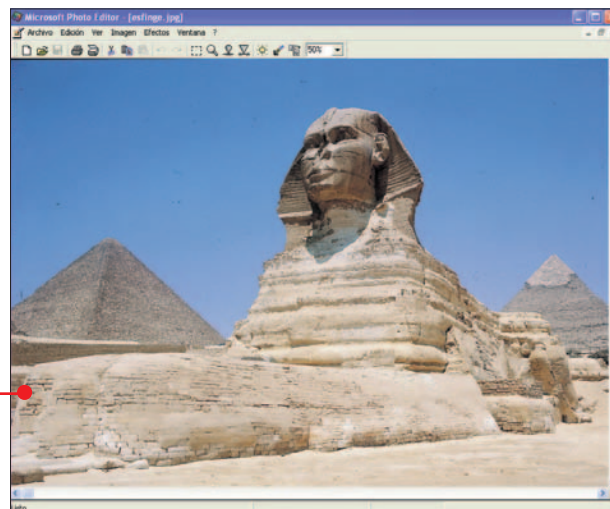 Microsoft Photo Editor - [esfinge.jpg]
Archivo Edición Ver Imagen Efectos Ventana ?
50%
Listo